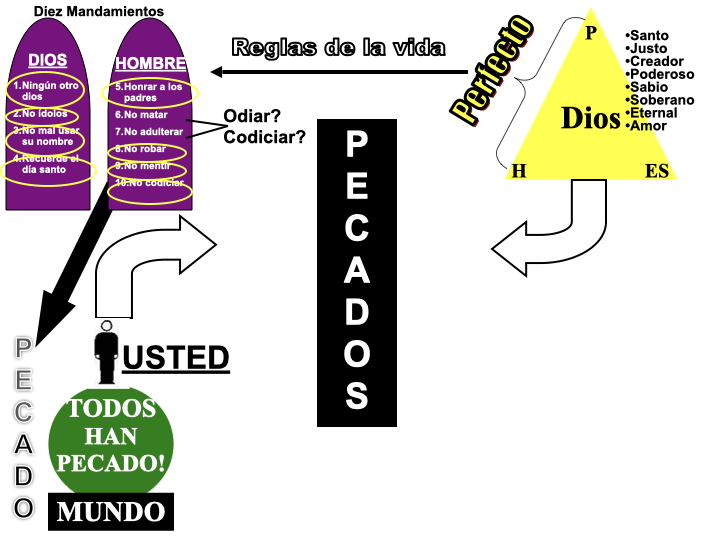 Diez Mandamientos
DIOS
1.Ningún otro
dios
2.No ídolos
3.No mal usar
su nombre
4.Recuerde el
día santo
HOMBRE
5.Honrar a los
padres
6.No matar
7.No adulterar
8.No robar
9.No mentir
10.No codiciar
Odiar?
Codiciar?
Reglas de la vida
Perfecto
P
Dios
H
ES
•Santo
•Justo
•Creador
•Poderoso
•Sabio
•Soberano
•Eternal
•Amor
PECADOS
PECADO
USTED
TODOS
HAN
PECADO!
MUNDO